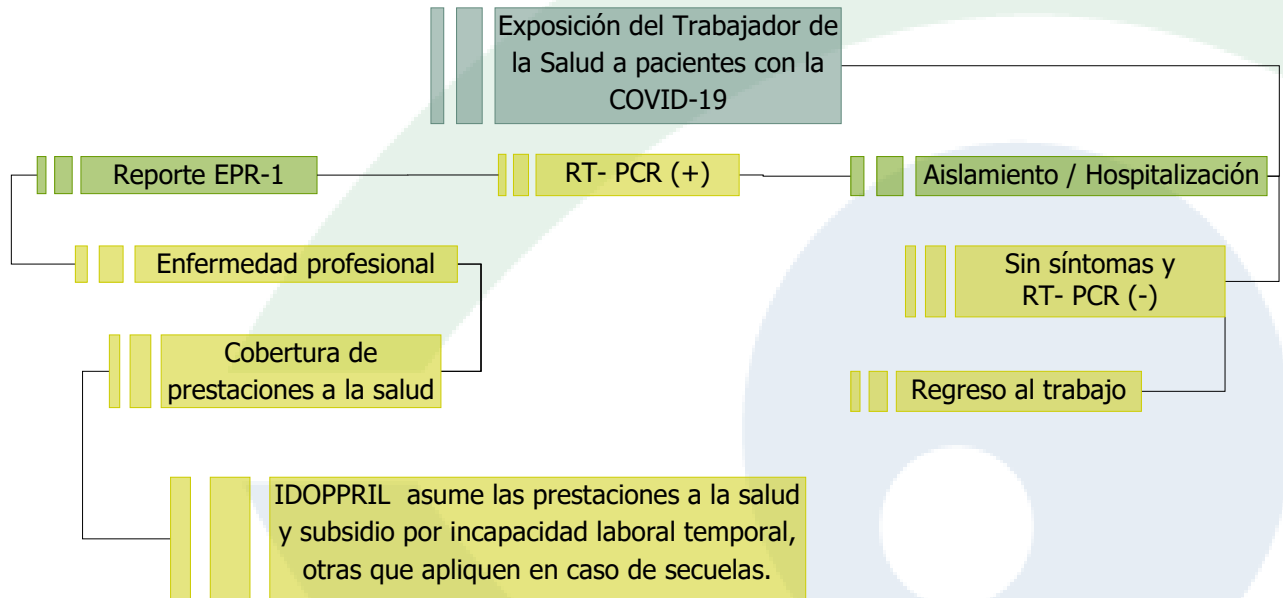 Exposición del Trabajador de
la Salud a pacientes con la
COVID-19
Reporte EPR-1
RT- PCR (+)
Aislamiento / Hospitalización
Enfermedad profesional
Sin síntomas y
RT- PCR (-)
Cobertura de
prestaciones a la salud
Regreso al trabajo
IDOPPRIL asume las prestaciones a la salud
y subsidio por incapacidad laboral temporal,
otras que apliquen en caso de secuelas.